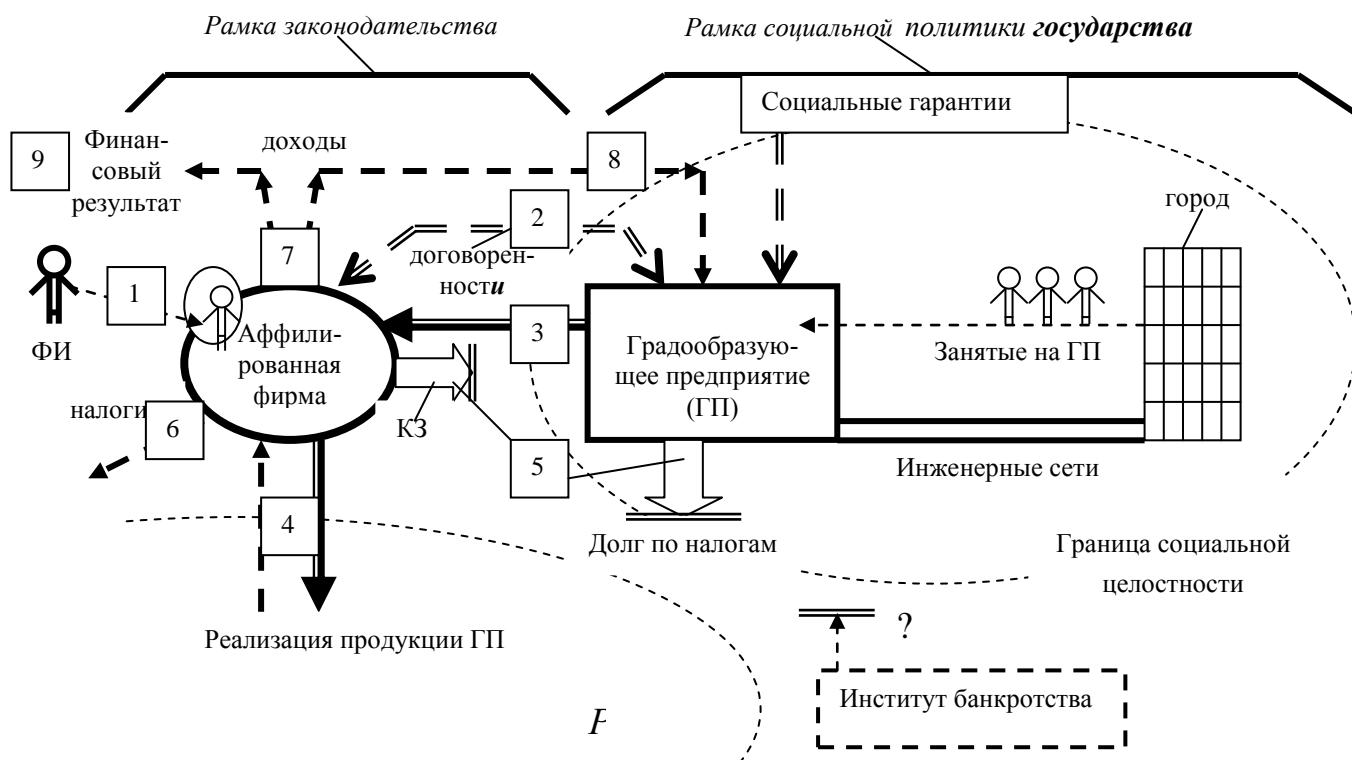 Рамка законодательства
Рамка социальной политики государства
Социальные гарантии
9
Финан-
совый
результат
доходы
8
город
2
7
договорен-
ности
1
ФИ
Аффили-
рованная
фирма
3
Градообразую-
щее предприятие
(ГП)
Занятые на ГП
налоги
6
КЗ
5
Инженерные сети
4
Долг по налогам
Граница социальной
целостности
Реализация продукции ГП
?
Институт банкротства